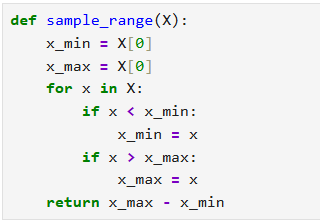 def sample_range(X):
    x_min = X[0]
    x_max = X[0]
    for x in X:
        if x < x_min:
            x_min = x
        if x > x_max:
            x_max = x
    return x_max - x_min